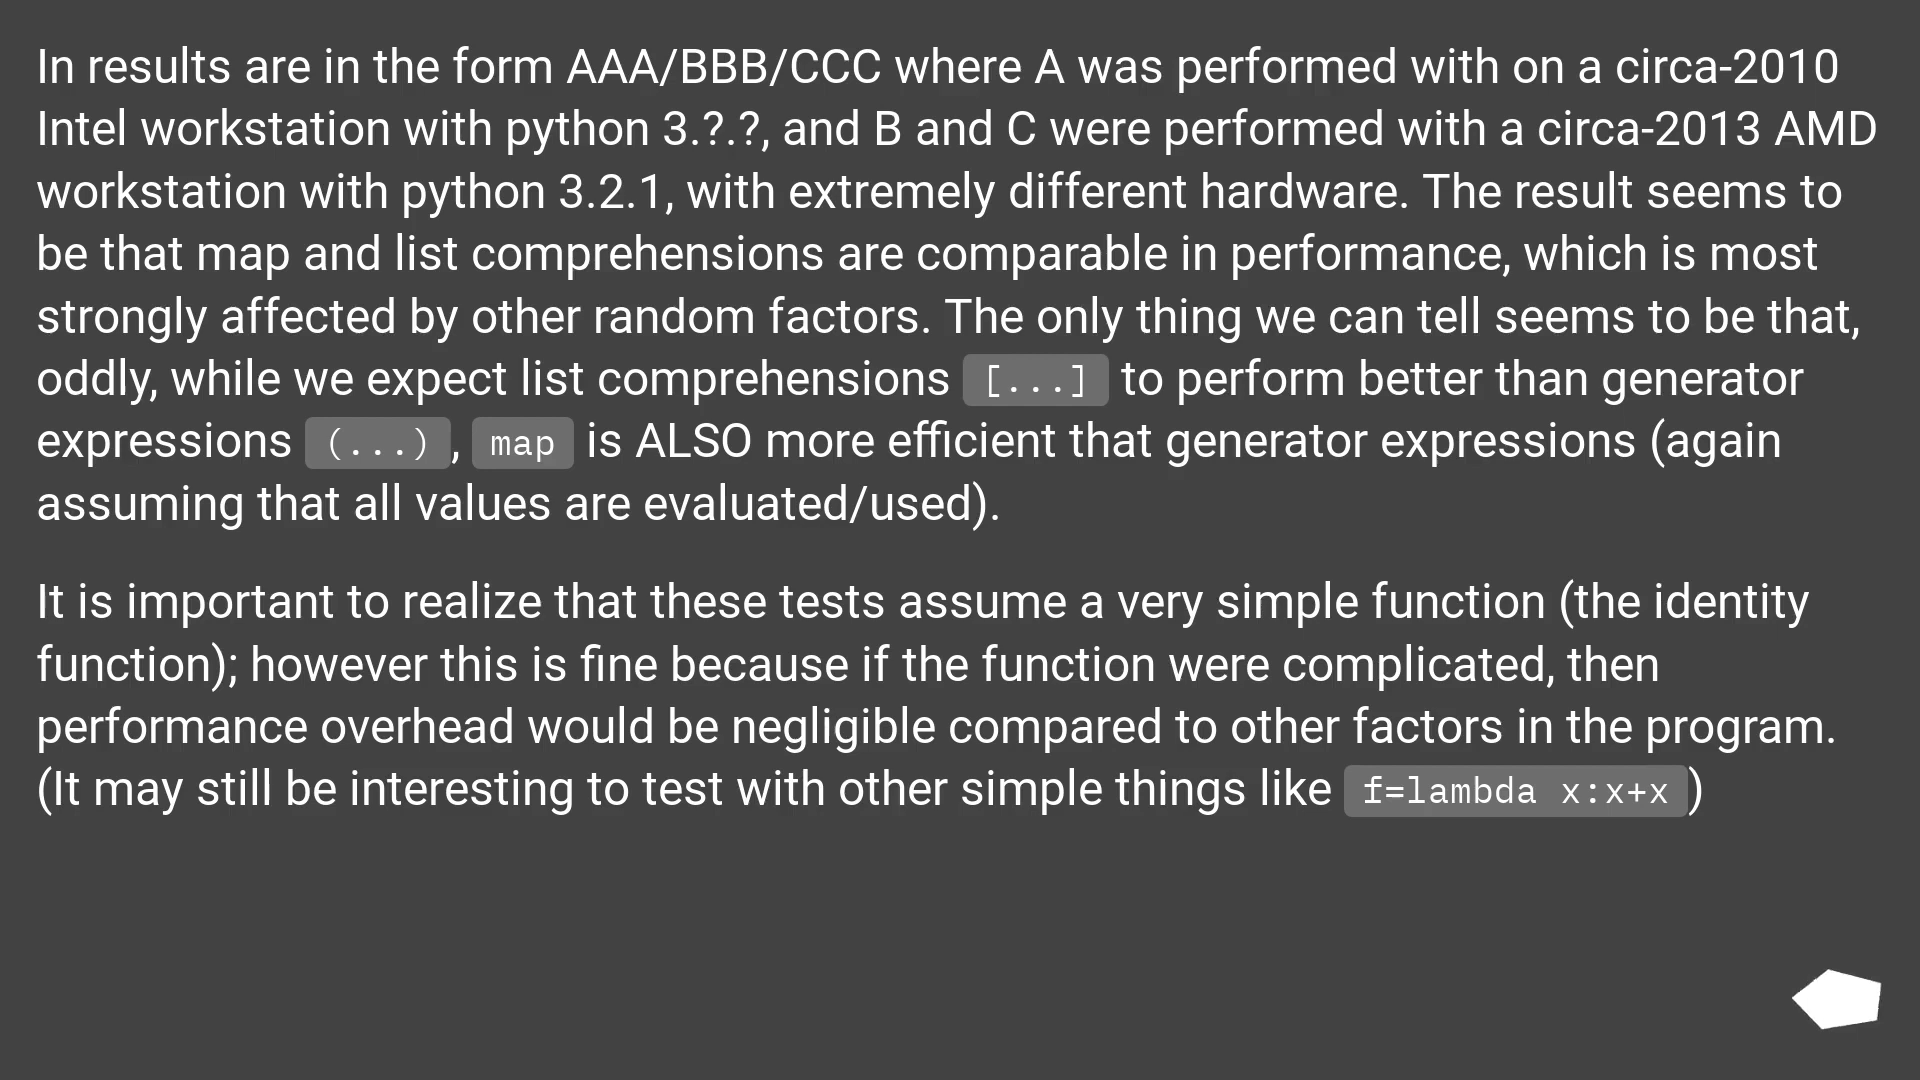 In results are in the form AAA/BBB/CCC where A was performed with on a circa-2010
Intel workstation with python 3.?.?, and B and C were performed with a circa-2013 AMD
workstation with python 3.2.1, with extremely different hardware. The result seems to
be that map and list comprehensions are comparable in performance, which is most
strongly affected by other random factors. The only thing we can tell seems to be that,
oddly, while we expect list comprehensions [...] to perform better than generator
expressions (...), map is ALSO more efficient that generator expressions (again
assuming that all values are evaluated/used).
It is important to realize that these tests assume a very simple function (the identity
function); however this is fine because if the function were complicated, then
performance overhead would be negligible compared to other factors in the program.
(It may still be interesting to test with other simple things like f=lambda x:x+x)